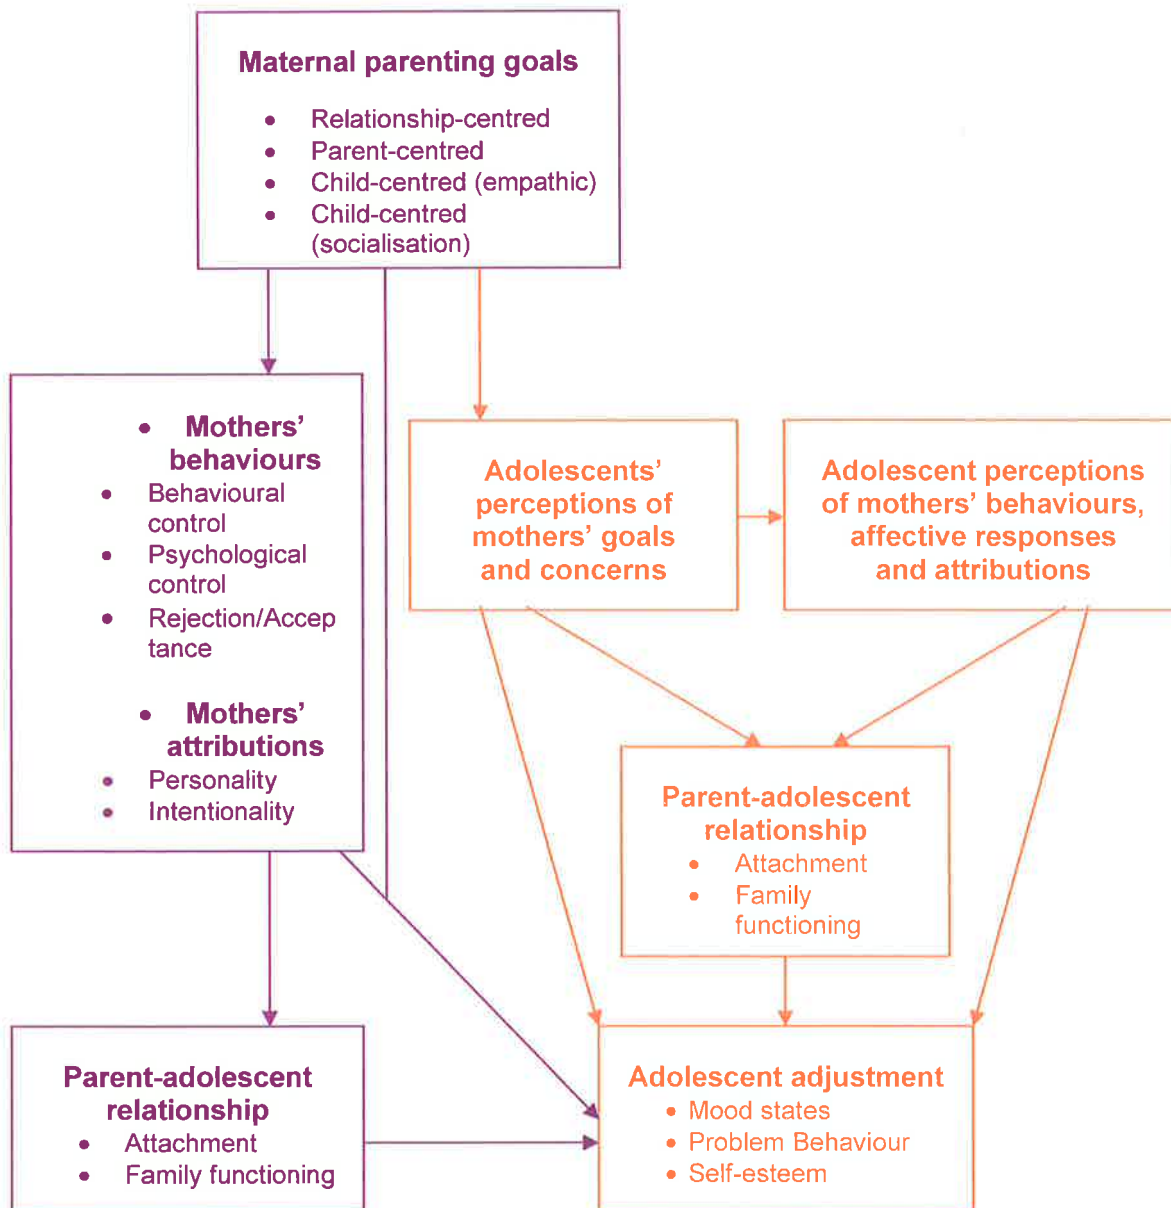 Maternal parenting goals
• Relationship-centred
• Parent-centred
• Child-centred (empathic)
• Child-centred
(socialisation)
• Mothers’
behaviours
• Behavioural
control
• Psychological
control
• Rejection/Accep
tance
• Mothers’
attributions
• Personality
• Intentionality
Adolescents’
perceptions of
mothers’ goals
and concerns
Adolescent perceptions
of mothers’ behaviours,
affective responses
and attributions
Parent-adolescent
relationship
• Attachment
• Family
functioning
Parent-adolescent
relationship
• Attachment
• Family functioning
Adolescent adjustment
• Mood states
• Problem Behaviour
• Self-esteem